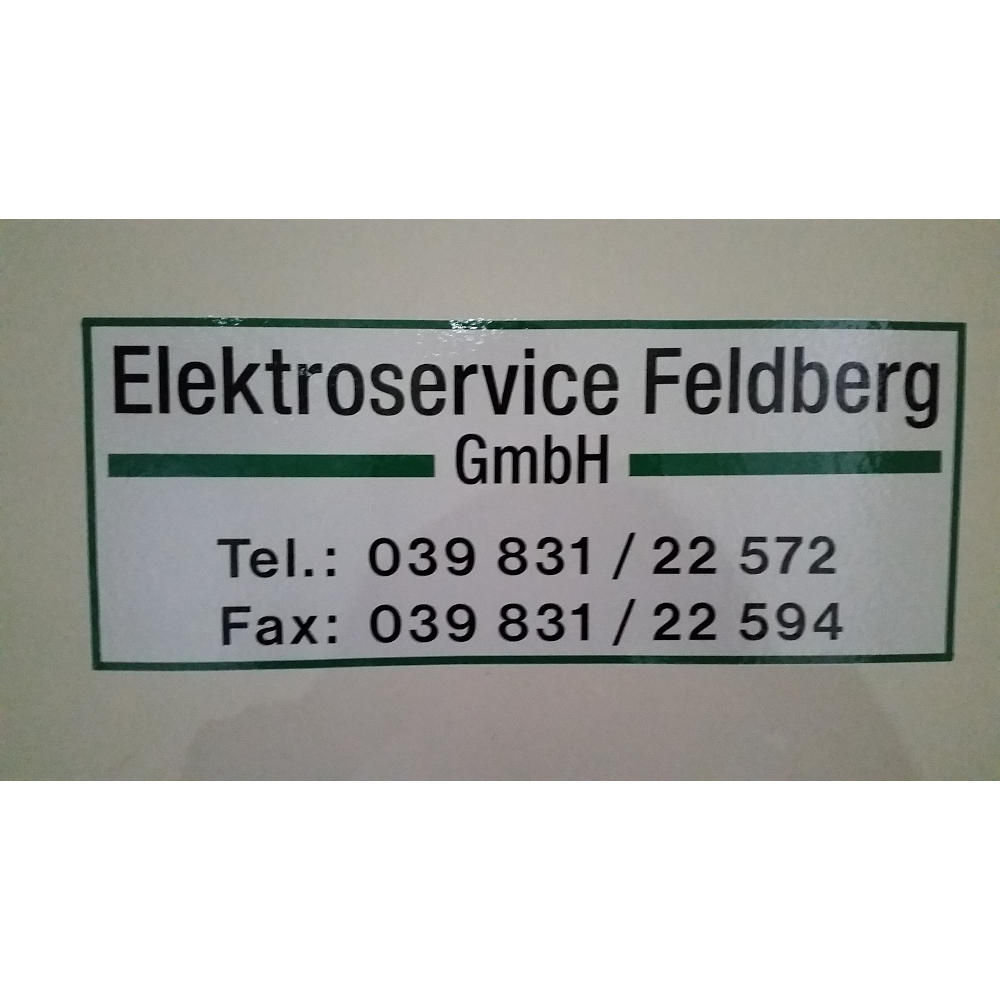 Elektroservice Feldberg
GmbH
Tel.: 039 831 / 22 572
Fax: 039 831 / 22 594